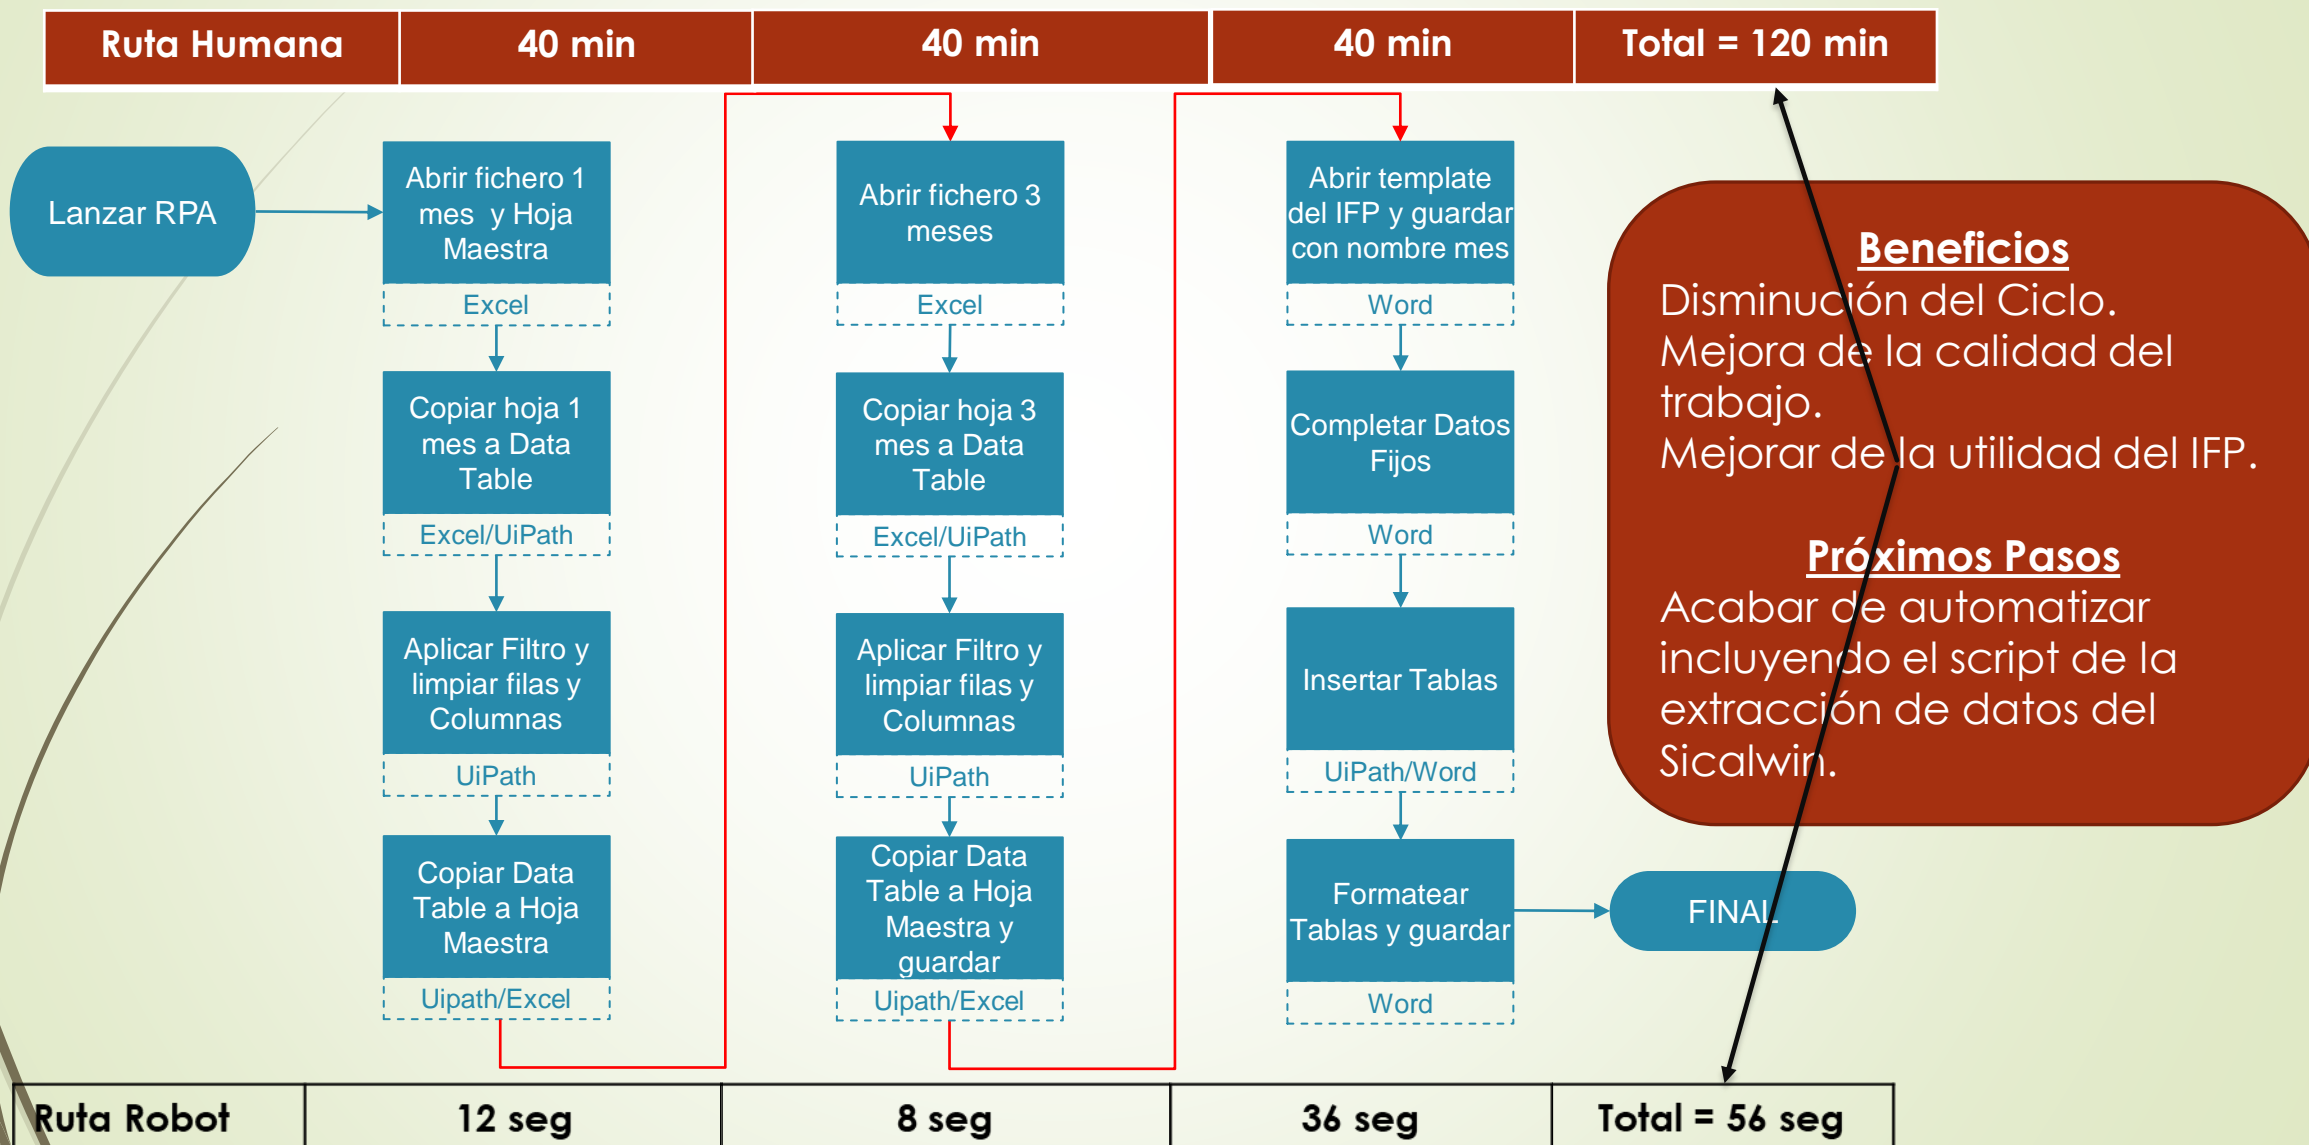 Ruta Humana 40 min 40 min 40 min Total = 120 min
Lanzar RPA
Abrir fichero 1
mes y Hoja
Maestra
Excel
Copiar hoja 1
mes a Data
Table
Excel/UiPath
Aplicar Filtro y
limpiar filas y
Columnas
UiPath
Copiar Data
Table a Hoja
Maestra
Uipath/Excel
Abrir fichero 3
meses
Excel
Copiar hoja 3
mes a Data
Table
Excel/UiPath
Aplicar Filtro y
limpiar filas y
Columnas
UiPath
Copiar Data
Table a Hoja
Maestra y
guardar
Uipath/Excel
Abrir template
del IFP y guardar
con nombre mes
Word
Completar Datos
Fijos
Word
Insertar Tablas
UiPath/Word
Formatear
Tablas y guardar
Word
FINAL
Beneficios
Disminución del Ciclo.
Mejora de la calidad del
trabajo.
Mejorar de la utilidad del IFP.
Próximos Pasos
Acabar de automatizar
incluyendo el script de la
extracción de datos del
Sicalwin.
Ruta Robot 12 seg 8 seg 36 seg Total = 56 seg